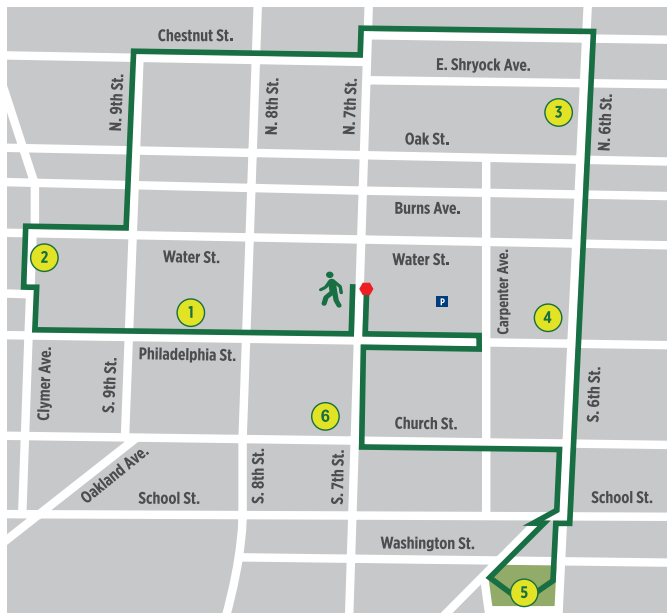 Chestnut St.
E. Shryock Ave.
N. 9th St.
N. 8th St.
N. 7th St.
3
N. 6th St.
Oak St.
Burns Ave.
2
Water St.
Water St.
Carpenter Ave.
P
1
4
Philadelphia St.
Clymer Ave.
S. 9th St.
S. 6th St.
6
Church St.
Oakland Ave.
S. 8th St.
S. 7th St.
School St.
School St.
Washington St.
5